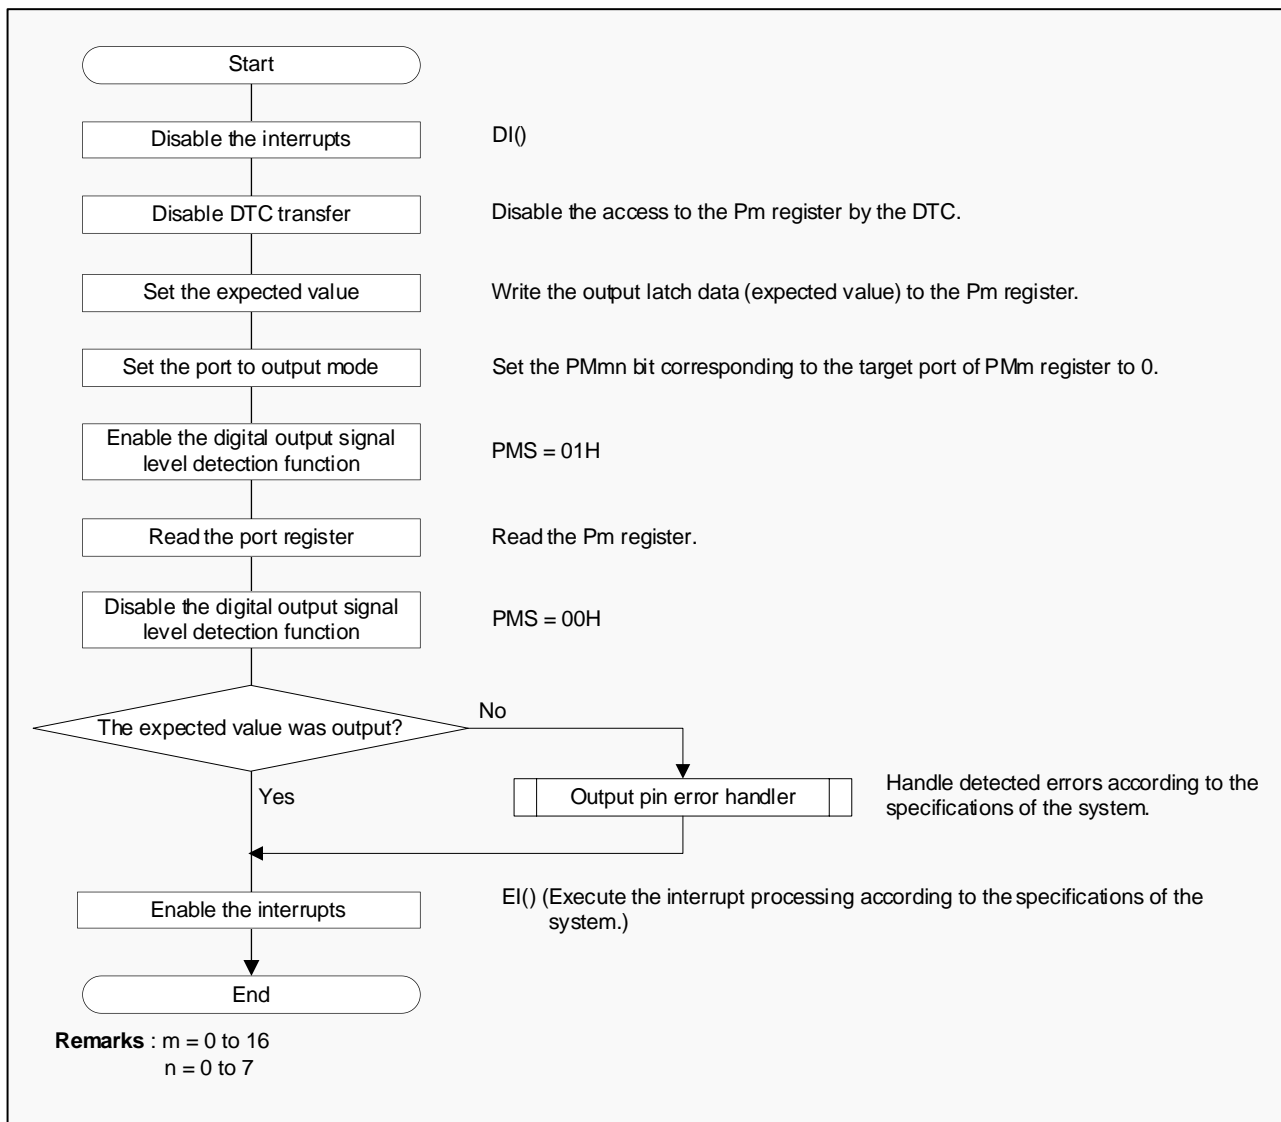 Start
Disable the interrupts
DI()
Disable DTC transfer
Disable the access to the Pm register by the DTC.
Set the expected value
Write the output latch data (expected value) to the Pm register.
Set the port to output mode
Set the PMmn bit corresponding to the target port of PMm register to 0.
Enable the digital output signal
level detection function
PMS = 01H
Read the port register
Read the Pm register.
Disable the digital output signal
level detection function
PMS = 00H
The expected value was output?
No
Yes
Output pin error handler
Handle detected errors according to the
specifications of the system.
Enable the interrupts
EI() (Execute the interrupt processing according to the specifications of the
system.)
End
Remarks : m = 0 to 16
n = 0 to 7